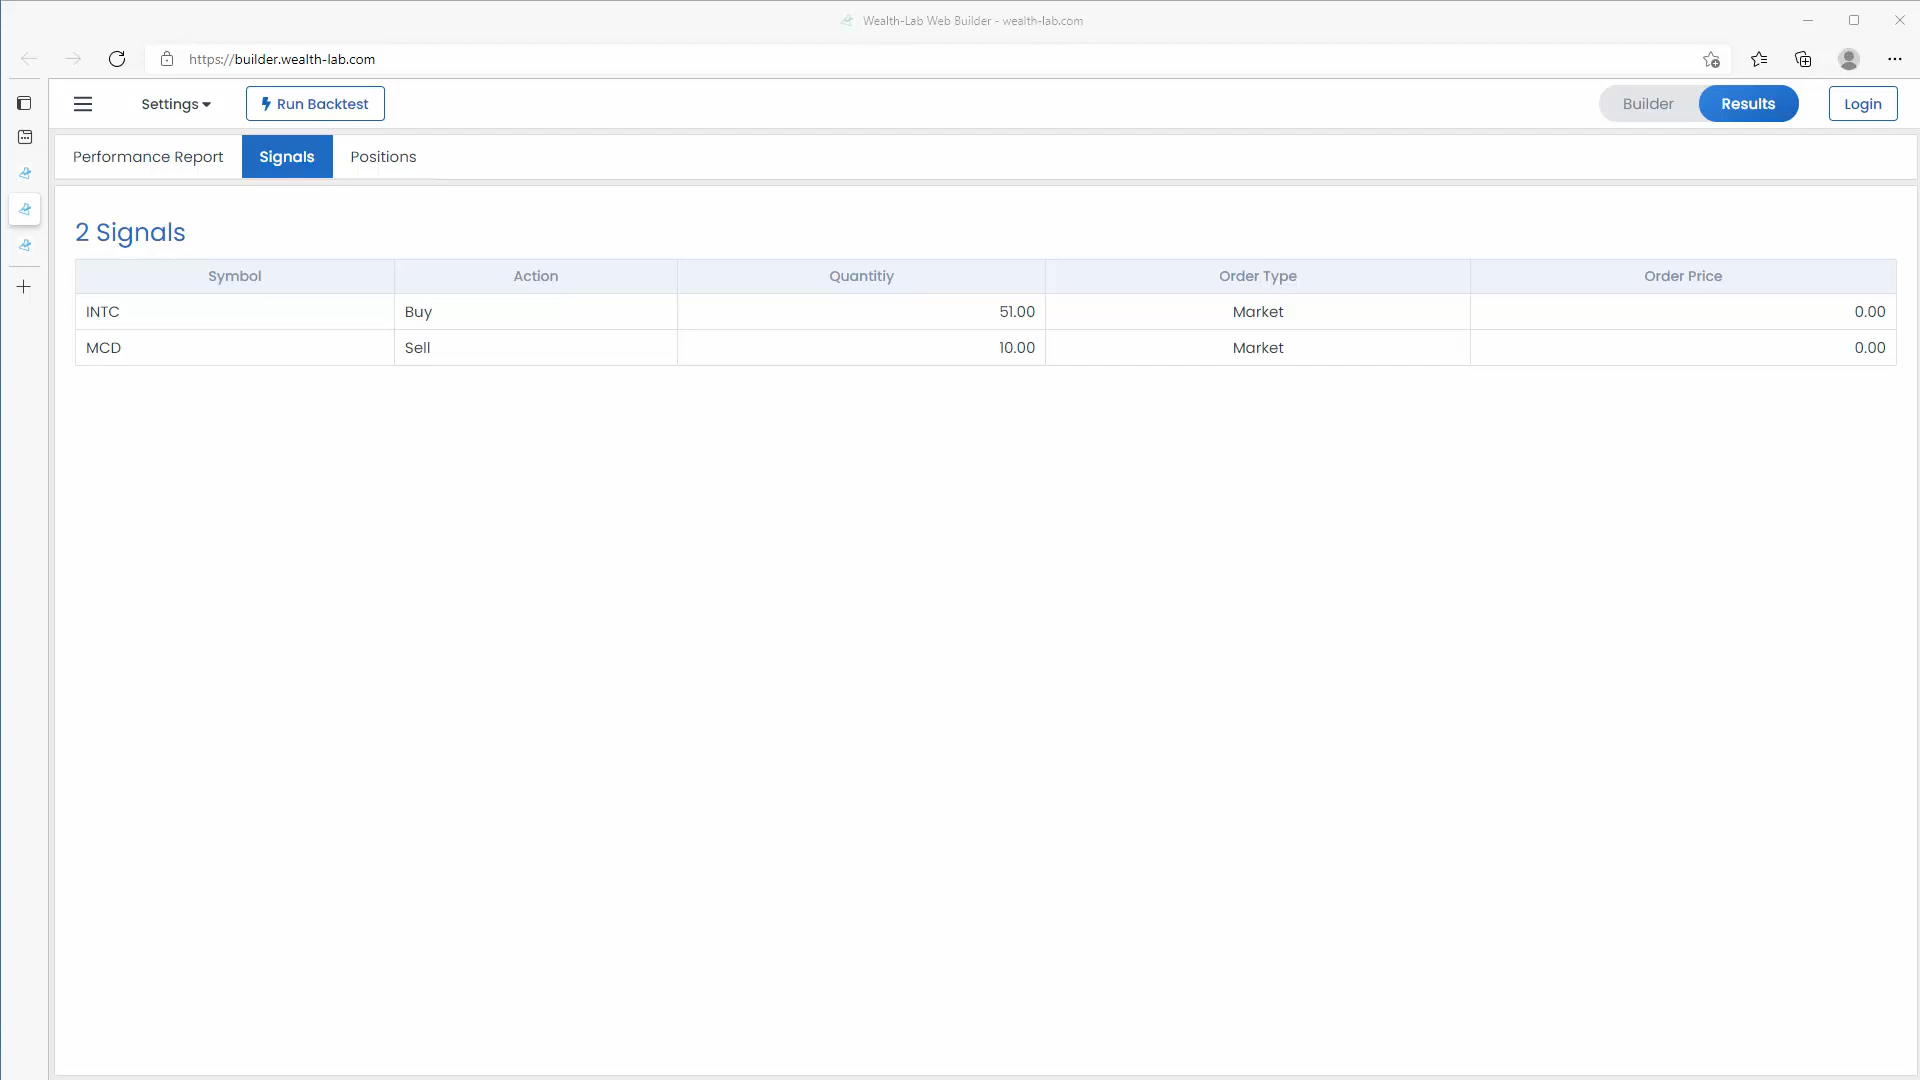 Wealth-Lab Web Builder - wealth-lab.com
https://builder.wealth-lab.com
Settings Run Backtest Builder Results Login
Performance Report Signals Positions
2 Signals
Symbol Action Quantitiy Order Type Order Price
INTC Buy 51.00 Market 0.00
MCD Sell 10.00 Market 0.00